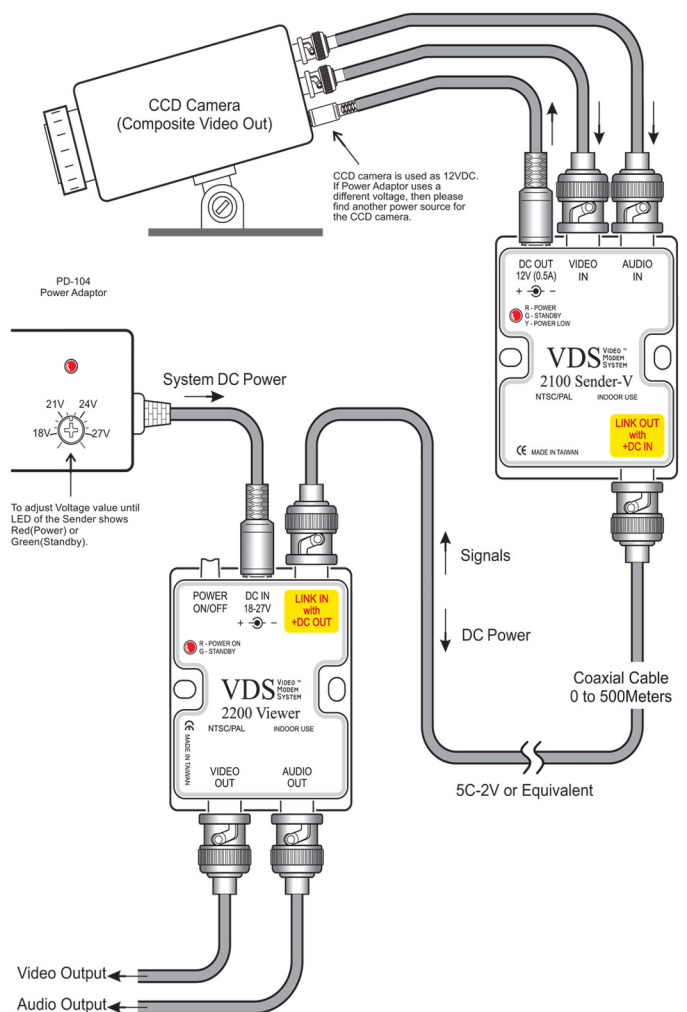 CCD Camera
(Composite Video Out)
CCD camera is used as 12VDC.
If Power Adaptor uses a
different voltage, then please
find another power source for
the CCD camera.
DC OUT
12V (0.5A)
+ -
VIDEO
IN
AUDIO
IN
R - POWER
G - STANDBY
Y - POWER LOW
VDS VIDEO ™
MODEM
SYSTEM
2100 Sender-V
NTSC/PAL INDOOR USE
LINK OUT
with
+DC IN
CE MADE IN TAIWAN
PD-104
Power Adaptor
21V 24V
18V 27V
System DC Power
To adjust Voltage value until
LED of the Sender shows
Red(Power) or
Green(Standby).
POWER
ON/OFF
DC IN
18-27V
+ -
LINK IN
with
+DC OUT
R - POWER ON
G - STANDBY
VDS VIDEO ™
MODEM
SYSTEM
2200 Viewer
NTSC/PAL INDOOR USE
CE MADE IN TAIWAN
VIDEO
OUT
AUDIO
OUT
Signals
DC Power
Coaxial Cable
0 to 500Meters
5C-2V or Equivalent
Video Output
Audio Output